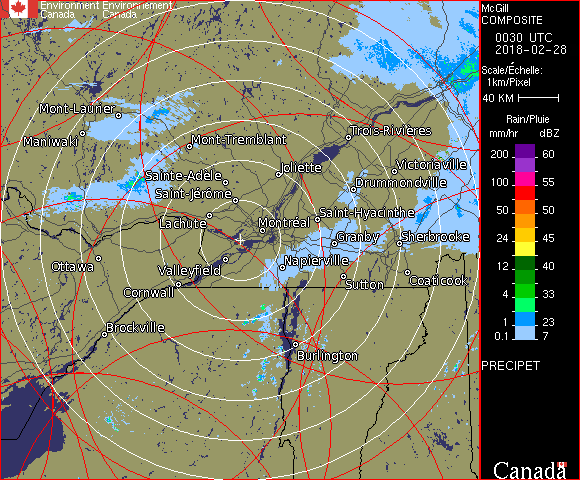 Environment Environnement
Canada Canada
McGill
COMPOSITE
0030 UTC
2018-02-28
Scale/Échelle:
1km/Pixel
40 KM
Rain/Pluie
mm/hr dBZ
200 60
100 55
50 50
24 45
12 40
4 33
1 23
0.1 7
PRECIPET
Canada
Mont-Laurier
Maniwaki
Mont-Tremblant
Trois-Rivières
Joliette
Victoriaville
Sainte-Adèle
Drummondville
Saint-Jérôme
Saint-Hyacinthe
Lachute
Montréal
Granby
Sherbrooke
Ottawa
Valleyfield
Napierville
Cornwall
Sutton
Coaticook
Brockville
Burlington